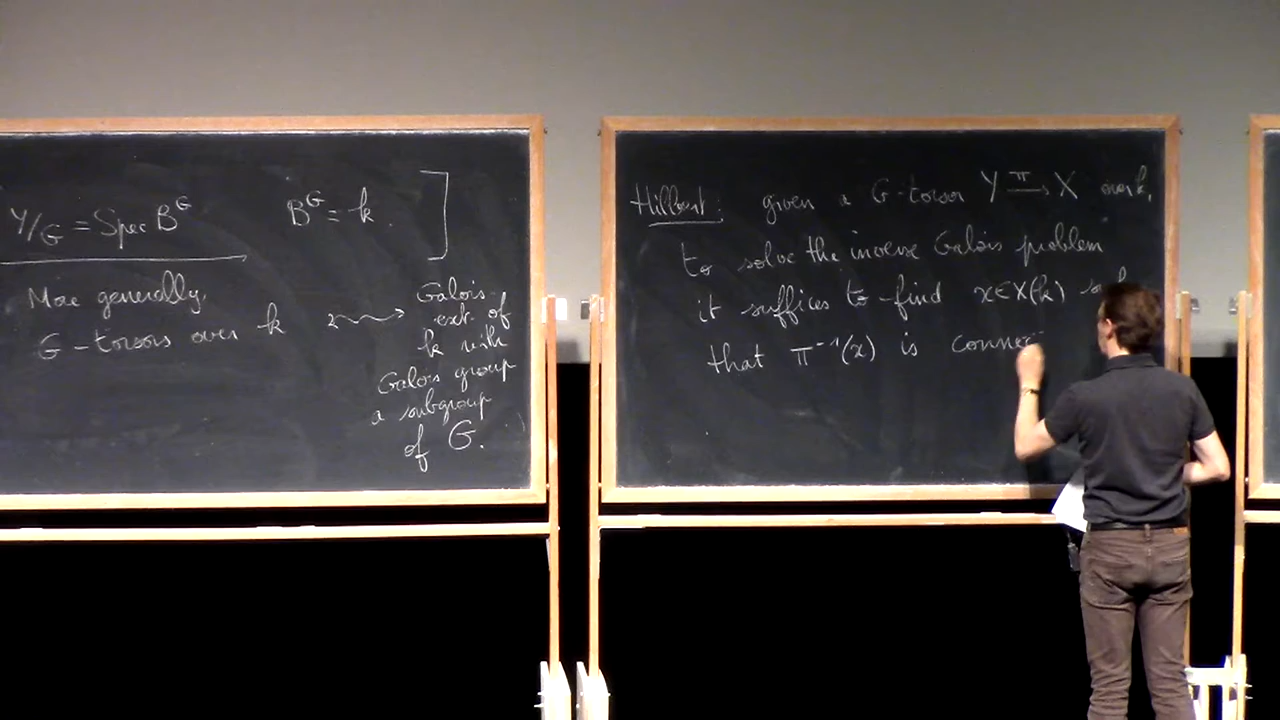 Y/G = Spec B^G    B^G = k. ]
More generally,
G-torsors over k ⇝ Galois ext. of k with Galois group a subgroup of G.
Hilbert: given a G-torsor Y —π→ X over k,
to solve the inverse Galois problem
it suffices to find x∈X(k)
that π^{-1}(x) is connec